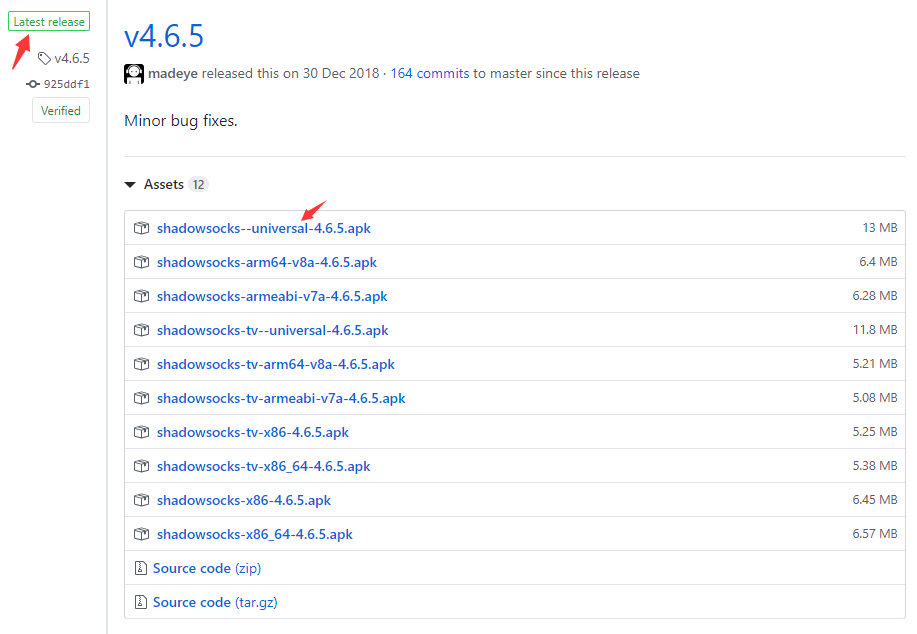 Latest release
v4.6.5
925ddf1
Verified
v4.6.5
madeye released this on 30 Dec 2018 · 164 commits to master since this release
Minor bug fixes.
Assets 12
shadowsocks--universal-4.6.5.apk 13 MB
shadowsocks-arm64-v8a-4.6.5.apk 6.4 MB
shadowsocks-armeabi-v7a-4.6.5.apk 6.28 MB
shadowsocks-tv--universal-4.6.5.apk 11.8 MB
shadowsocks-tv-arm64-v8a-4.6.5.apk 5.21 MB
shadowsocks-tv-armeabi-v7a-4.6.5.apk 5.08 MB
shadowsocks-tv-x86-4.6.5.apk 5.25 MB
shadowsocks-tv-x86_64-4.6.5.apk 5.38 MB
shadowsocks-x86-4.6.5.apk 6.45 MB
shadowsocks-x86_64-4.6.5.apk 6.57 MB
Source code (zip)
Source code (tar.gz)